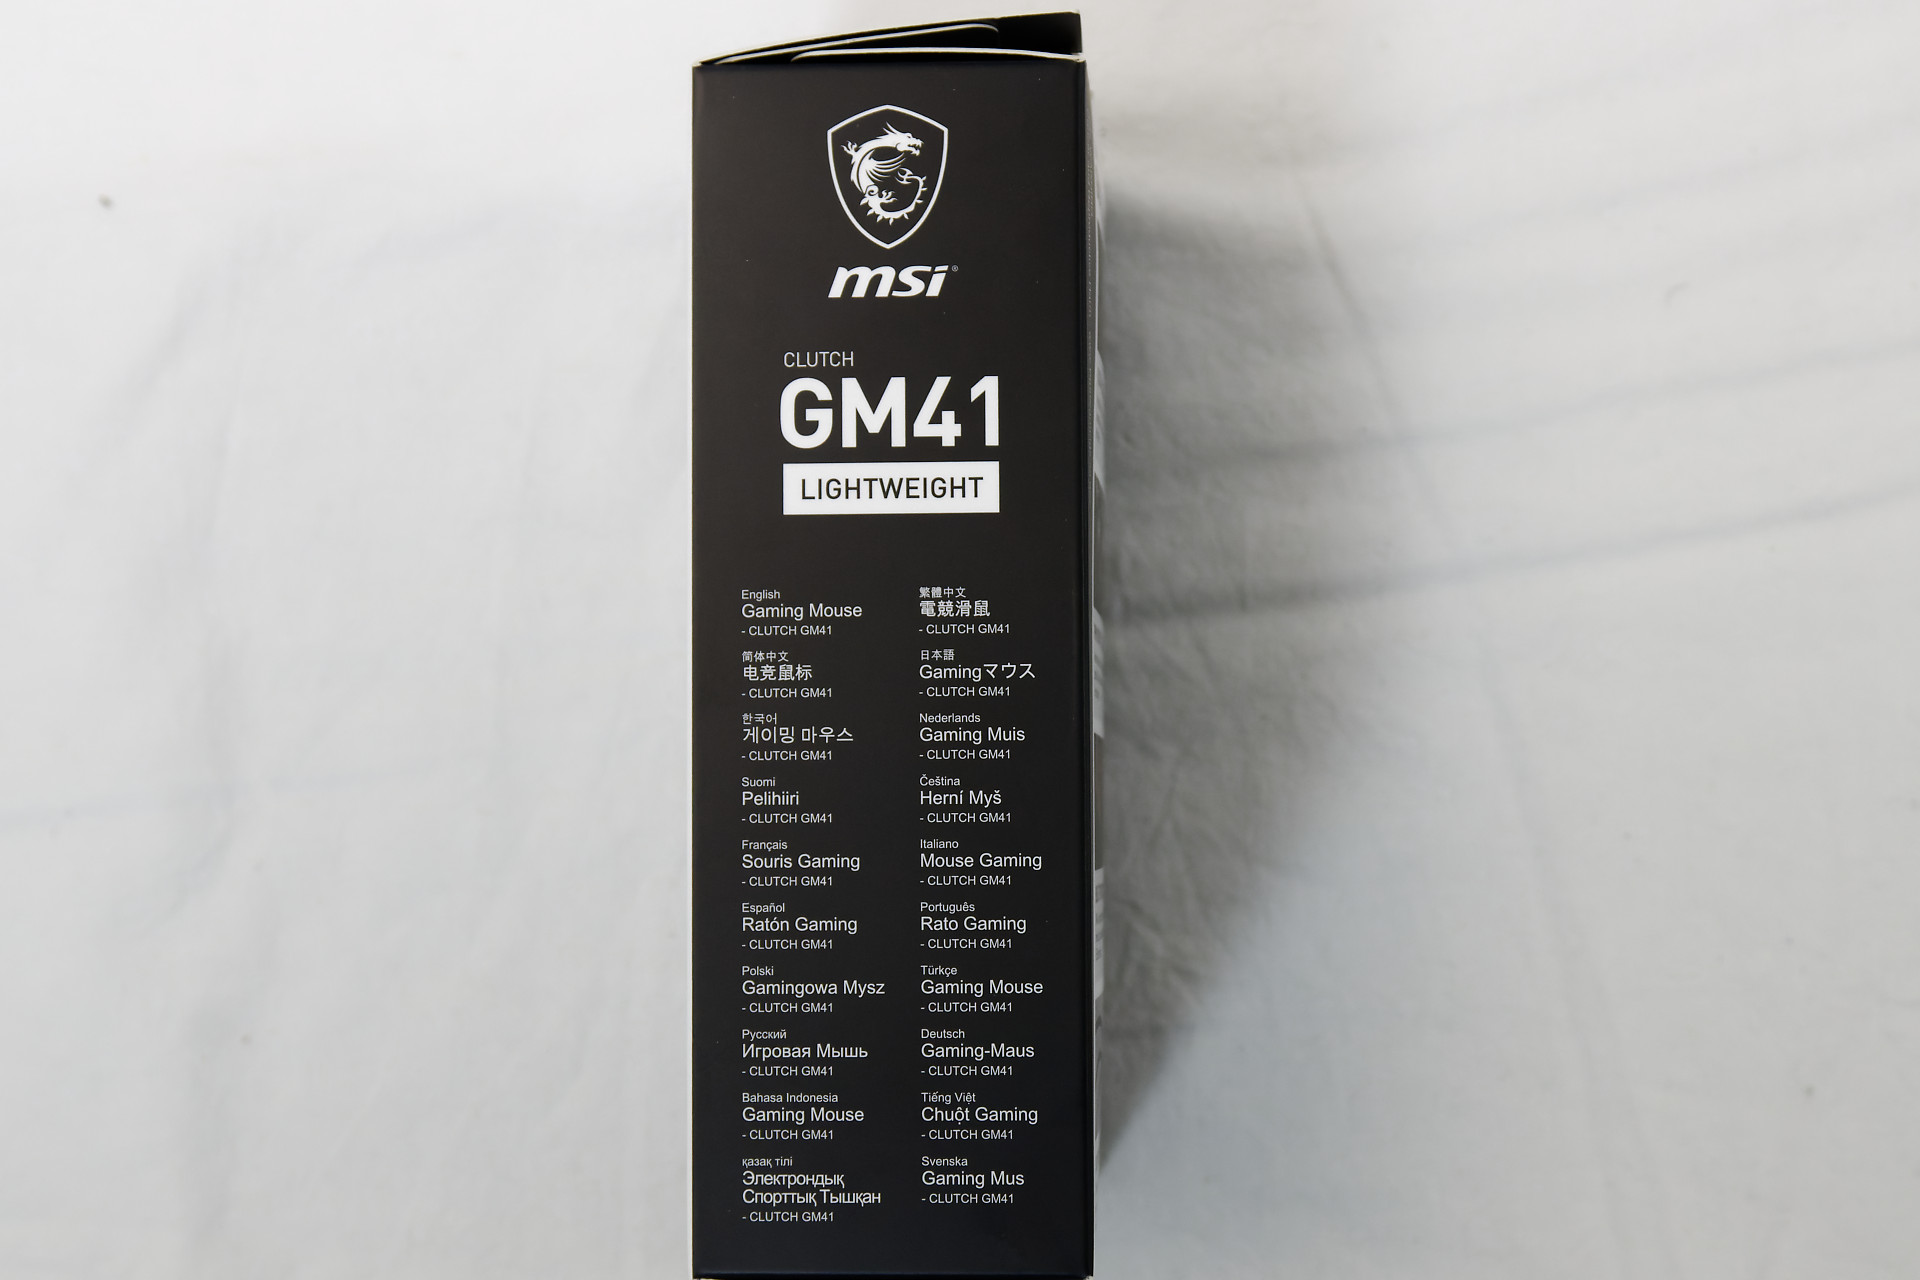 msi®
CLUTCH
GM41
LIGHTWEIGHT
English
Gaming Mouse
- CLUTCH GM41
繁體中文
電競滑鼠
- CLUTCH GM41
简体中文
电竞鼠标
- CLUTCH GM41
日本語
Gamingマウス
- CLUTCH GM41
한국어
게이밍 마우스
- CLUTCH GM41
Nederlands
Gaming Muis
- CLUTCH GM41
Suomi
Pelihiiri
- CLUTCH GM41
Čeština
Herní Myš
- CLUTCH GM41
Français
Souris Gaming
- CLUTCH GM41
Italiano
Mouse Gaming
- CLUTCH GM41
Español
Ratón Gaming
- CLUTCH GM41
Português
Rato Gaming
- CLUTCH GM41
Polski
Gamingowa Mysz
- CLUTCH GM41
Türkçe
Gaming Mouse
- CLUTCH GM41
Русский
Игровая Мышь
- CLUTCH GM41
Deutsch
Gaming-Maus
- CLUTCH GM41
Bahasa Indonesia
Gaming Mouse
- CLUTCH GM41
Tiếng Việt
Chuột Gaming
- CLUTCH GM41
қазақ тілі
Электрондық
Спорттық Тышқан
- CLUTCH GM41
Svenska
Gaming Mus
- CLUTCH GM41